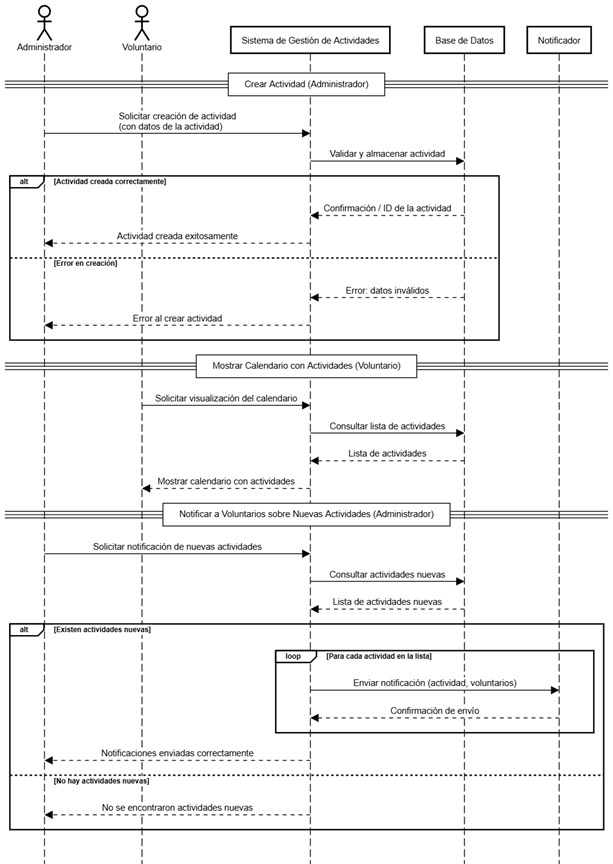 Administrador
Voluntario
Sistema de Gestión de Actividades
Base de Datos
Notificador
Crear Actividad (Administrador)
Solicitar creación de actividad
(con datos de la actividad)
Validar y almacenar actividad
alt
[Actividad creada correctamente]
Confirmación / ID de la actividad
Actividad creada exitosamente
[Error en creación]
Error: datos inválidos
Error al crear actividad
Mostrar Calendario con Actividades (Voluntario)
Solicitar visualización del calendario
Consultar lista de actividades
Lista de actividades
Mostrar calendario con actividades
Notificar a Voluntarios sobre Nuevas Actividades (Administrador)
Solicitar notificación de nuevas actividades
Consultar actividades nuevas
Lista de actividades nuevas
alt
[Existen actividades nuevas]
loop
[Para cada actividad en la lista]
Enviar notificación (actividad, voluntarios)
Confirmación de envío
Notificaciones enviadas correctamente
[No hay actividades nuevas]
No se encontraron actividades nuevas